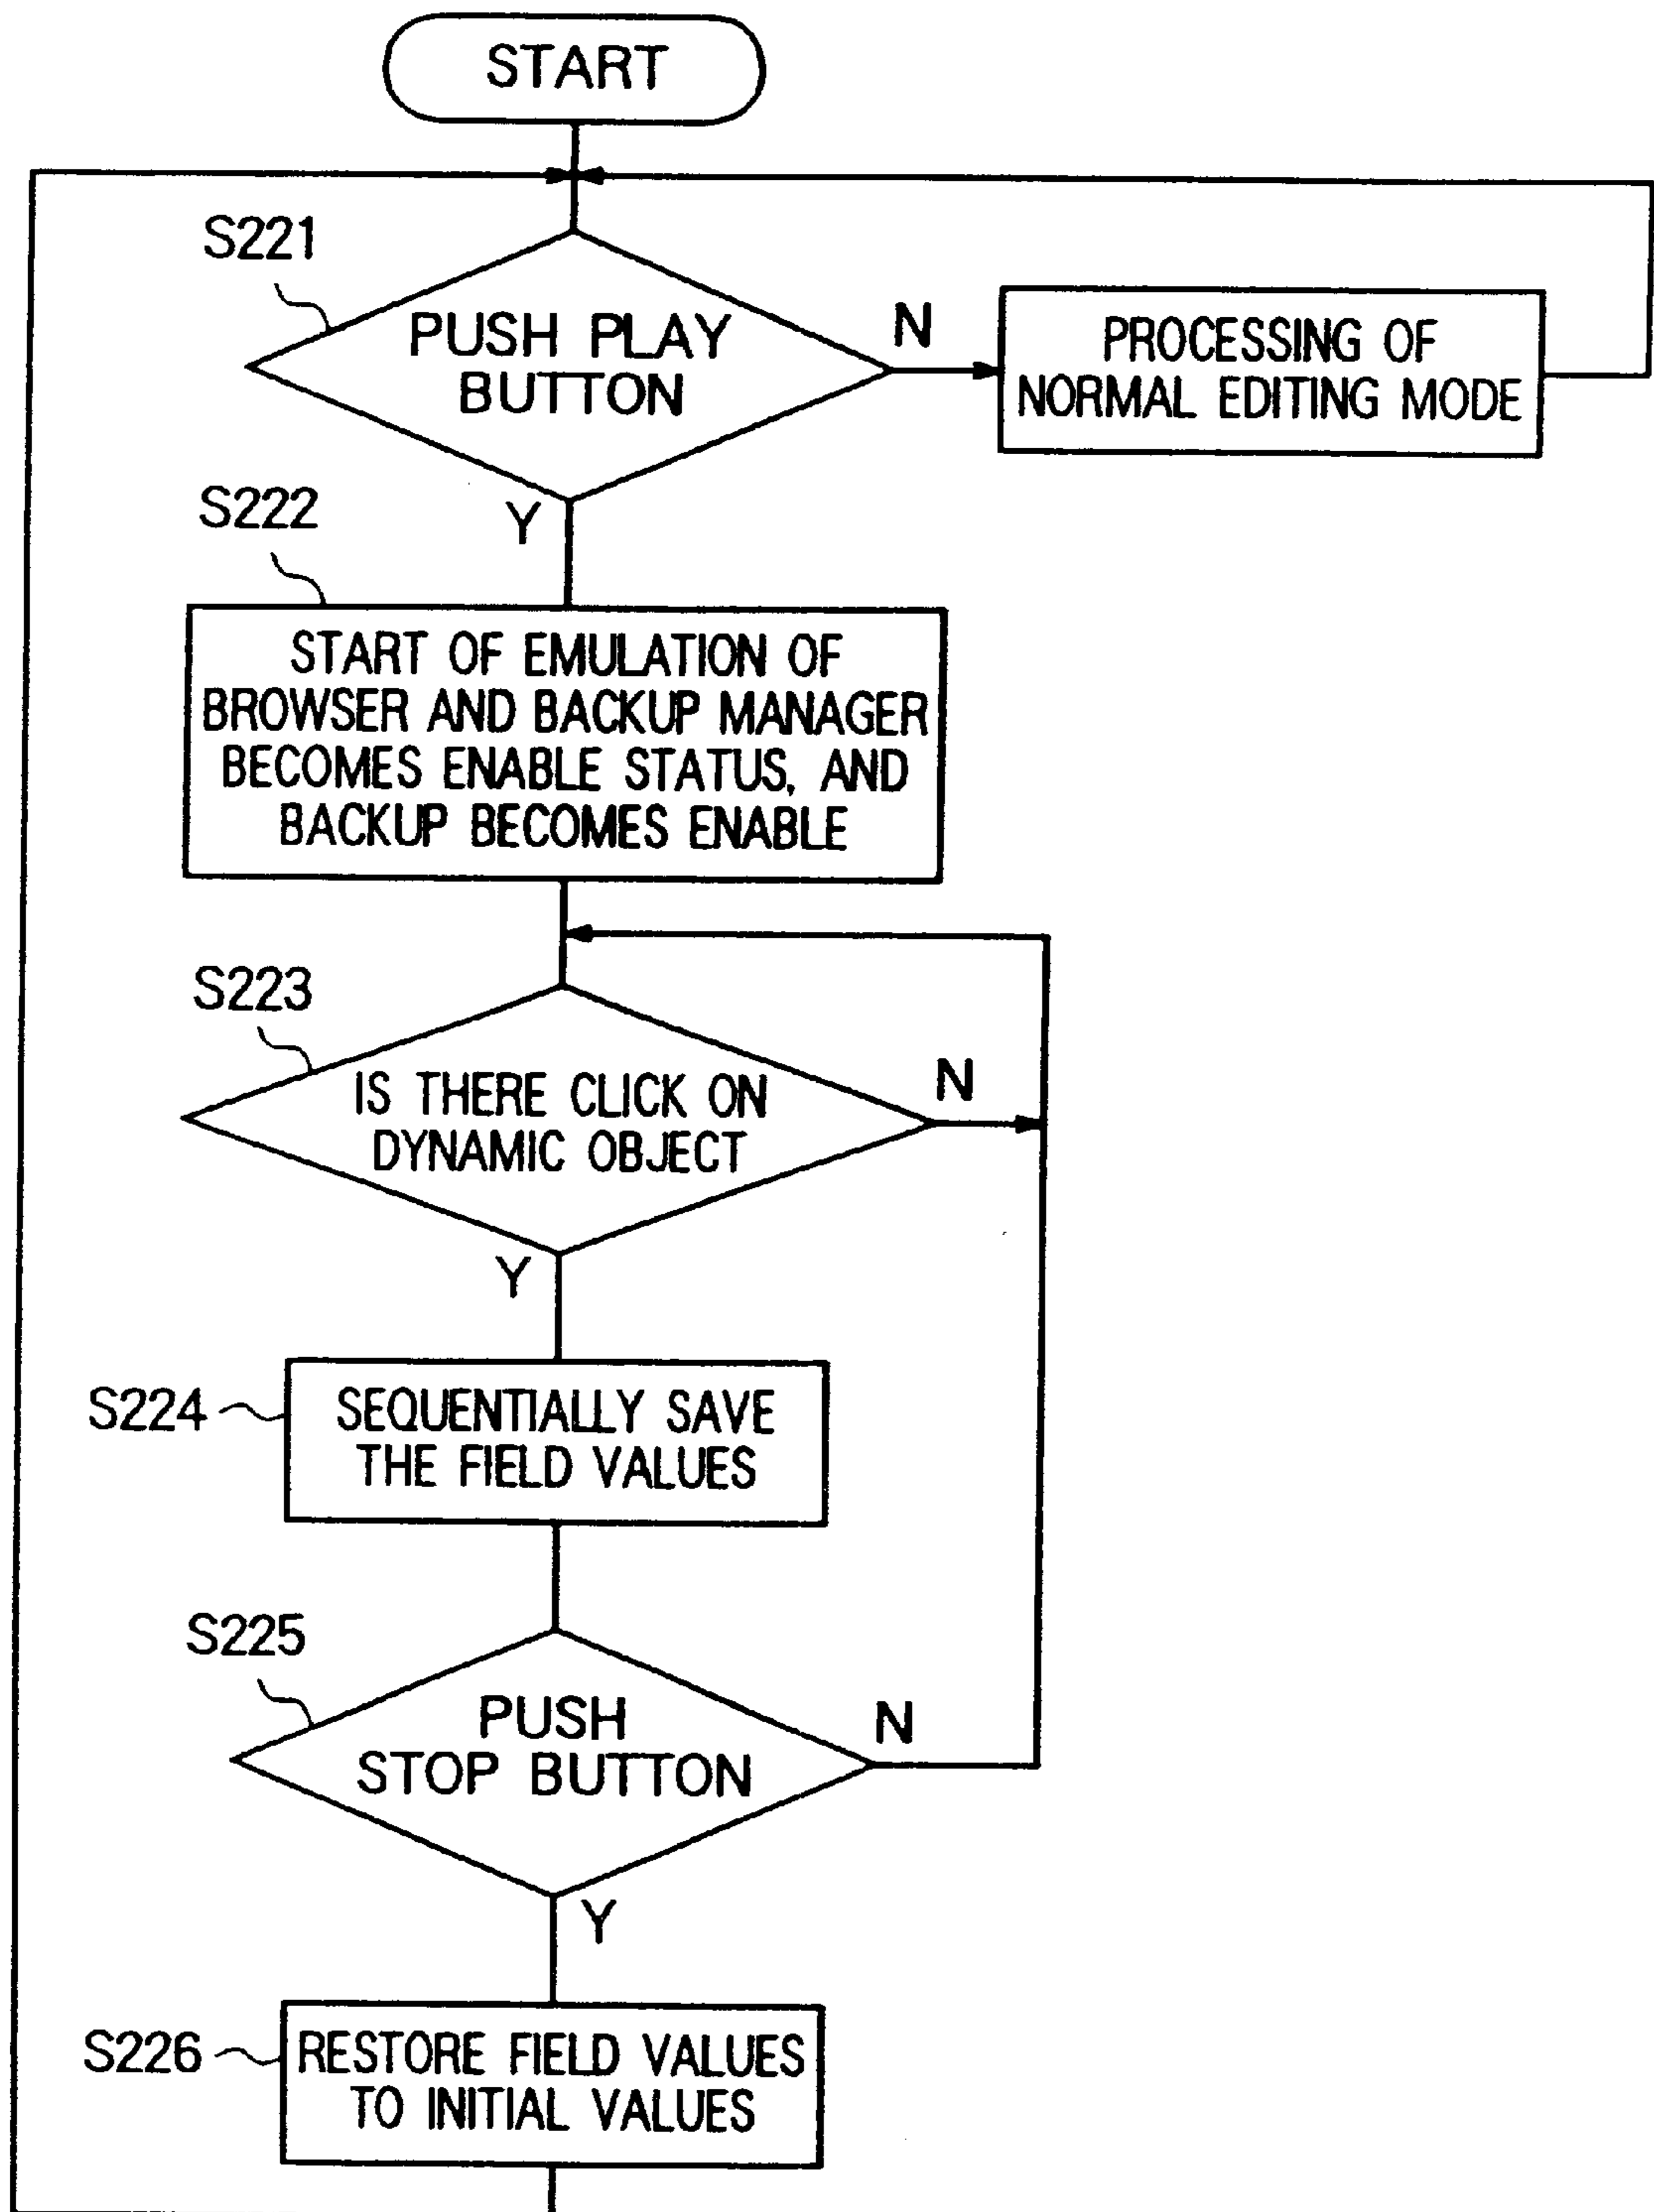 START
S221
PUSH PLAY
BUTTON
N
PROCESSING OF
NORMAL EDITING MODE
Y
S222
START OF EMULATION OF
BROWSER AND BACKUP MANAGER
BECOMES ENABLE STATUS, AND
BACKUP BECOMES ENABLE
S223
IS THERE CLICK ON
DYNAMIC OBJECT
N
Y
S224
SEQUENTIALLY SAVE
THE FIELD VALUES
S225
PUSH
STOP BUTTON
N
Y
S226
RESTORE FIELD VALUES
TO INITIAL VALUES